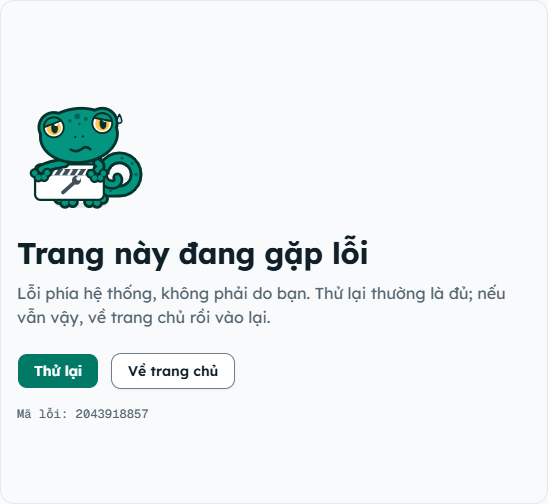 Trang này đang gặp lỗi
Lỗi phía hệ thống, không phải do bạn. Thử lại thường là đủ; nếu
vẫn vậy, về trang chủ rồi vào lại.
Thử lại
Về trang chủ
Mã lỗi: 2043918857